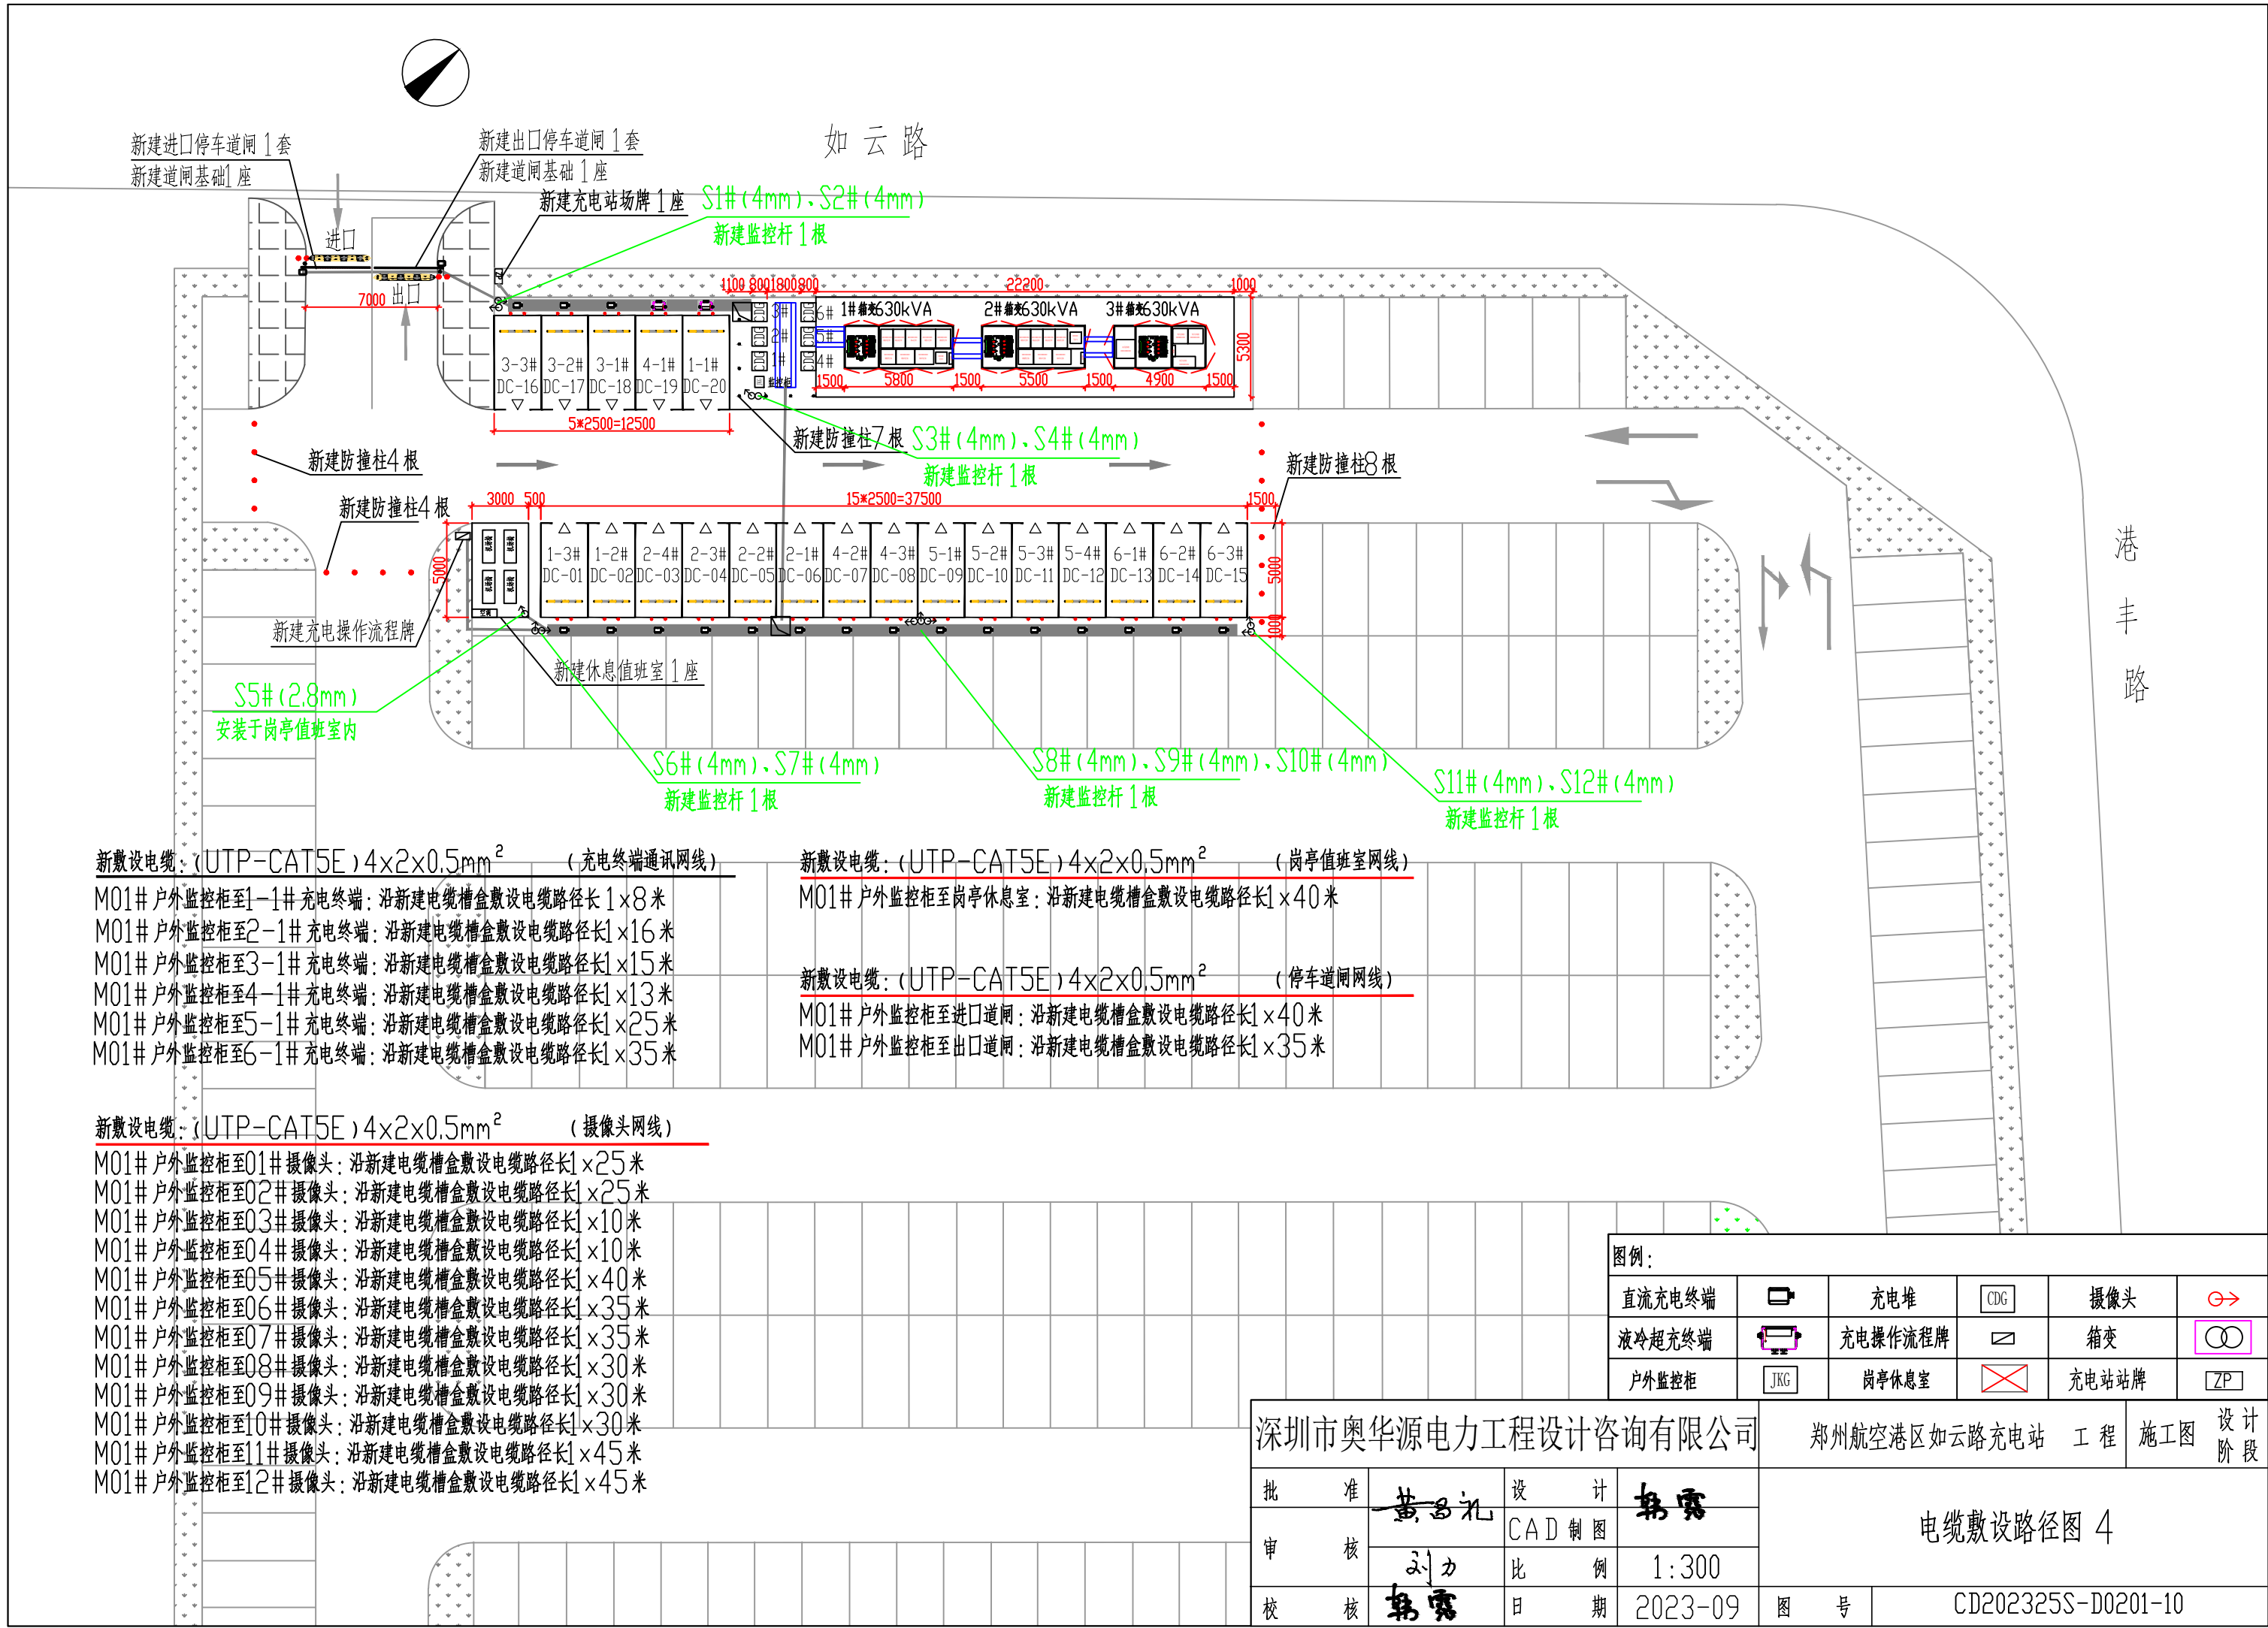 如云路
新建进口停车道闸1套
新建道闸基础1座
新建出口停车道闸1套
新建道闸基础1座
新建充电站场牌1座
S1#(4mm)、S2#(4mm)
新建监控杆1根
进口
出口
7000
1100 800 1800 800
22200
1000
1#箱变630kVA
2#箱变630kVA
3#箱变630kVA
CDG 3# CDG 6#
CDG 2# CDG 5#
CDG 1# CDG 4#
监控柜
5300
1500 5800 1500 5500 1500 4900 1500
3-3# 3-2# 3-1# 4-1# 1-1#
DC-16 DC-17 DC-18 DC-19 DC-20
5*2500=12500
新建防撞柱7根
S3#(4mm)、S4#(4mm)
新建监控杆1根
新建防撞柱4根
新建防撞柱4根
新建防撞柱8根
3000 500
15*2500=37500
1500
5000
1-3# 1-2# 2-4# 2-3# 2-2# 2-1# 4-2# 4-3# 5-1# 5-2# 5-3# 5-4# 6-1# 6-2# 6-3#
DC-01 DC-02 DC-03 DC-04 DC-05 DC-06 DC-07 DC-08 DC-09 DC-10 DC-11 DC-12 DC-13 DC-14 DC-15
5000
1000
新建充电操作流程牌
新建休息值班室1座
港丰路
S5#(2.8mm)
安装于岗亭值班室内
S6#(4mm)、S7#(4mm)
新建监控杆1根
S8#(4mm)、S9#(4mm)、S10#(4mm)
新建监控杆1根
S11#(4mm)、S12#(4mm)
新建监控杆1根
新敷设电缆:(UTP-CAT5E)4x2x0.5mm² (充电终端通讯网线)
M01#户外监控柜至1-1#充电终端:沿新建电缆槽盒敷设电缆路径长1×8米
M01#户外监控柜至2-1#充电终端:沿新建电缆槽盒敷设电缆路径长1×16米
M01#户外监控柜至3-1#充电终端:沿新建电缆槽盒敷设电缆路径长1×15米
M01#户外监控柜至4-1#充电终端:沿新建电缆槽盒敷设电缆路径长1×13米
M01#户外监控柜至5-1#充电终端:沿新建电缆槽盒敷设电缆路径长1×25米
M01#户外监控柜至6-1#充电终端:沿新建电缆槽盒敷设电缆路径长1×35米
新敷设电缆:(UTP-CAT5E)4x2x0.5mm² (岗亭值班室网线)
M01#户外监控柜至岗亭休息室:沿新建电缆槽盒敷设电缆路径长1×40米
新敷设电缆:(UTP-CAT5E)4x2x0.5mm² (停车道闸网线)
M01#户外监控柜至进口道闸:沿新建电缆槽盒敷设电缆路径长1×40米
M01#户外监控柜至出口道闸:沿新建电缆槽盒敷设电缆路径长1×35米
新敷设电缆:(UTP-CAT5E)4x2x0.5mm² (摄像头网线)
M01#户外监控柜至01#摄像头:沿新建电缆槽盒敷设电缆路径长1×25米
M01#户外监控柜至02#摄像头:沿新建电缆槽盒敷设电缆路径长1×25米
M01#户外监控柜至03#摄像头:沿新建电缆槽盒敷设电缆路径长1×10米
M01#户外监控柜至04#摄像头:沿新建电缆槽盒敷设电缆路径长1×10米
M01#户外监控柜至05#摄像头:沿新建电缆槽盒敷设电缆路径长1×40米
M01#户外监控柜至06#摄像头:沿新建电缆槽盒敷设电缆路径长1×35米
M01#户外监控柜至07#摄像头:沿新建电缆槽盒敷设电缆路径长1×35米
M01#户外监控柜至08#摄像头:沿新建电缆槽盒敷设电缆路径长1×30米
M01#户外监控柜至09#摄像头:沿新建电缆槽盒敷设电缆路径长1×30米
M01#户外监控柜至10#摄像头:沿新建电缆槽盒敷设电缆路径长1×30米
M01#户外监控柜至11#摄像头:沿新建电缆槽盒敷设电缆路径长1×45米
M01#户外监控柜至12#摄像头:沿新建电缆槽盒敷设电缆路径长1×45米
图例:
直流充电终端 充电堆 CDG 摄像头
液冷超充终端 充电操作流程牌 箱变
户外监控柜 JKG 岗亭休息室 充电站站牌 ZP
深圳市奥华源电力工程设计咨询有限公司
郑州航空港区如云路充电站 工程 施工图 设计阶段
批准 黄昌礼 设计 韩露
CAD制图
审核 刘力 比例 1:300
校核 韩露 日期 2023-09
电缆敷设路径图 4
图号 CD202325S-D0201-10